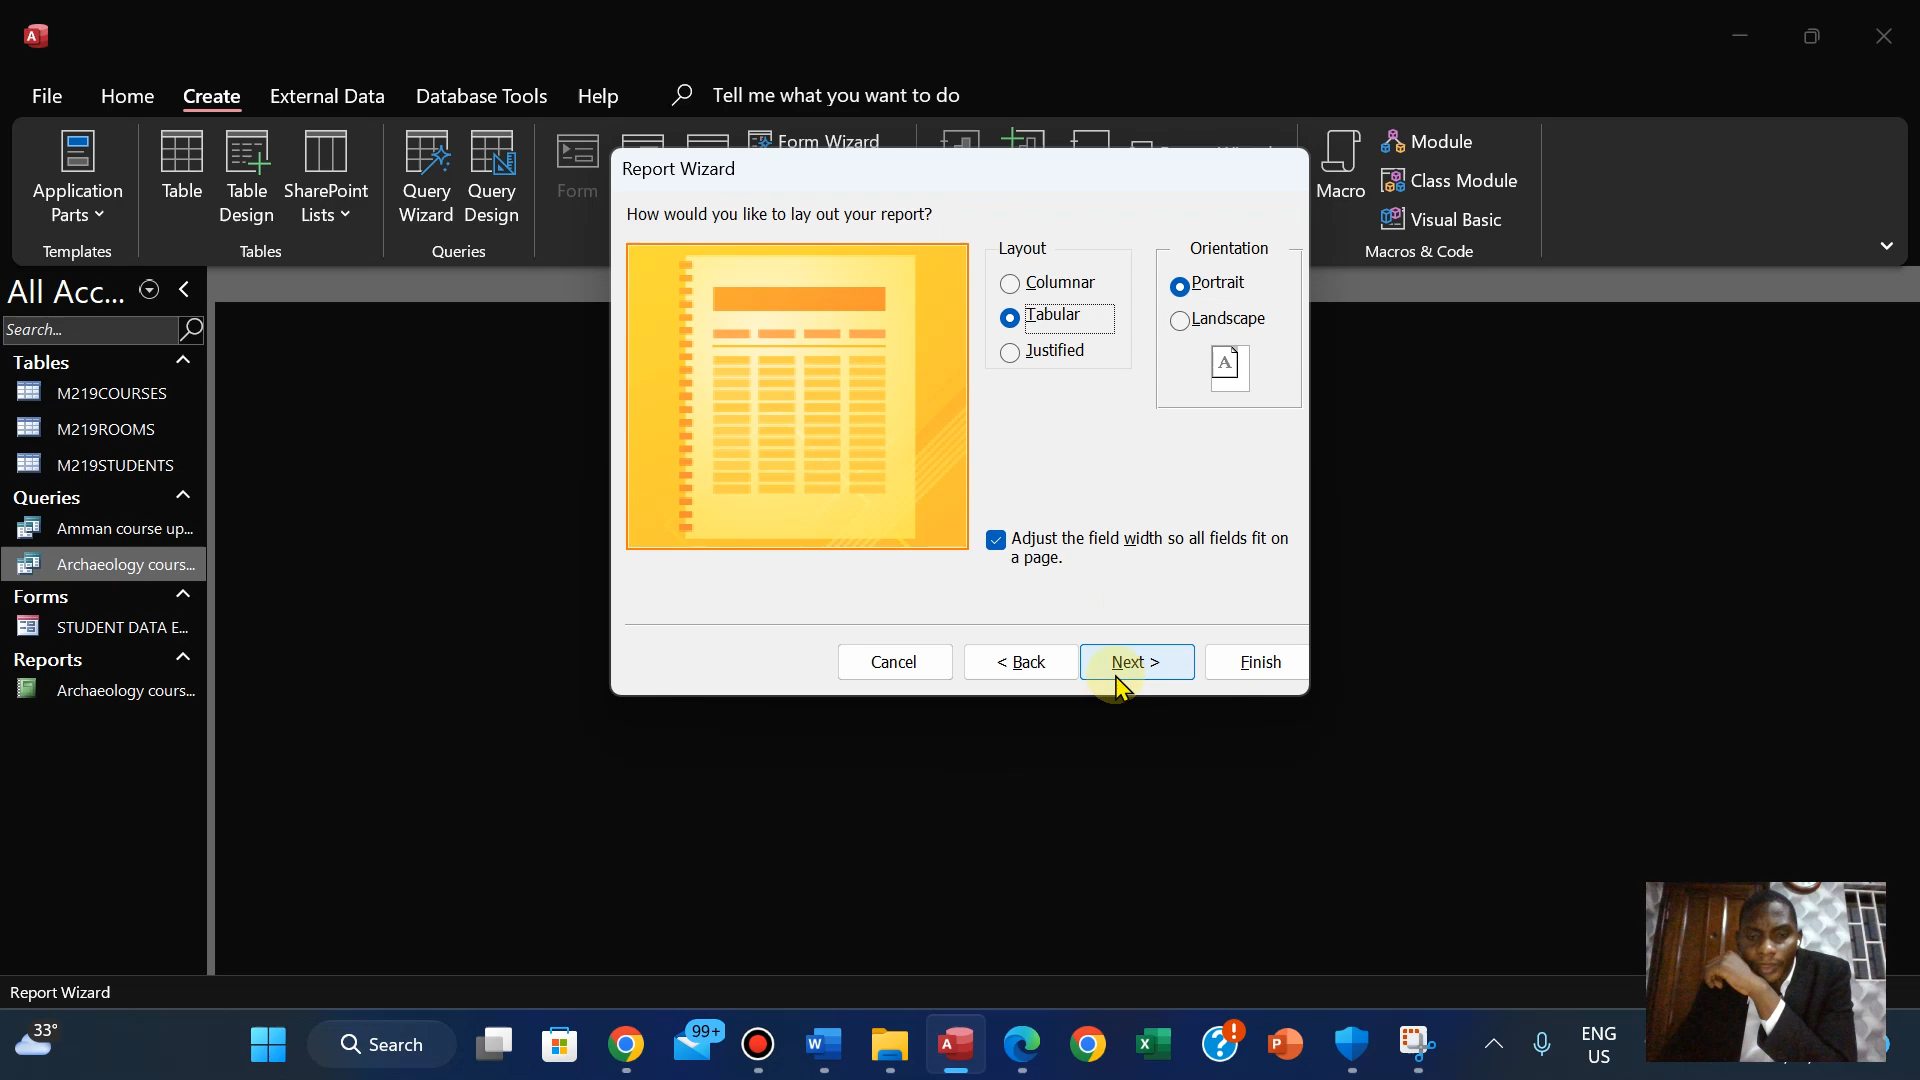 File Home Create External Data Database Tools Help Tell me what you want to do
Application Parts
Templates
Table
Table Design
SharePoint Lists
Tables
Query Wizard
Query Design
Queries
Form
Form Wizard
Macro
Module
Class Module
Visual Basic
Macros & Code
All Acc...
Search...
Tables
M219COURSES
M219ROOMS
M219STUDENTS
Queries
Amman course up...
Archaeology cours...
Forms
STUDENT DATA E...
Reports
Archaeology cours...
Report Wizard
How would you like to lay out your report?
Layout
Columnar
Tabular
Justified
Orientation
Portrait
Landscape
A
Adjust the field width so all fields fit on
a page.
Cancel
< Back
Next >
Finish
Report Wizard
33°
Search
99+
ENG
US